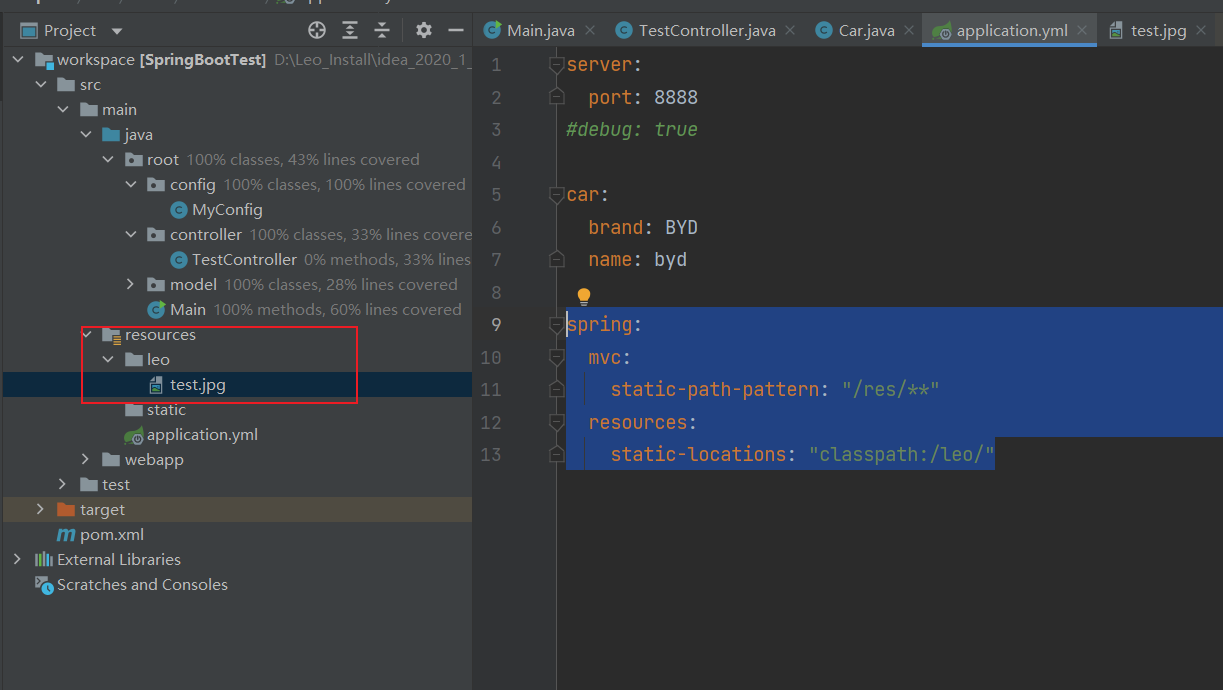 Project
workspace [SpringBootTest] D:\Leo_Install\idea_2020_1_
src
main
java
root 100% classes, 43% lines covered
config 100% classes, 100% lines covered
MyConfig
controller 100% classes, 33% lines covere
TestController 0% methods, 33% lines
model 100% classes, 28% lines covered
Main 100% methods, 60% lines covered
resources
leo
test.jpg
static
application.yml
webapp
test
target
pom.xml
External Libraries
Scratches and Consoles
Main.java TestController.java Car.java application.yml test.jpg
1 server:
2 port: 8888
3 #debug: true
4
5 car:
6 brand: BYD
7 name: byd
8
9 spring:
10 mvc:
11 static-path-pattern: "/res/**"
12 resources:
13 static-locations: "classpath:/leo/"